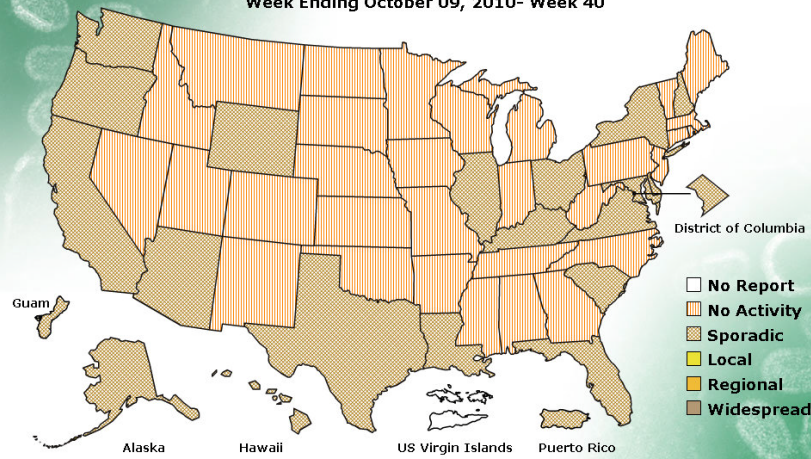 Week Ending October 09, 2010- Week 40
District of Columbia
Guam
No Report
No Activity
Sporadic
Local
Regional
Widespread
Alaska
Hawaii
US Virgin Islands
Puerto Rico